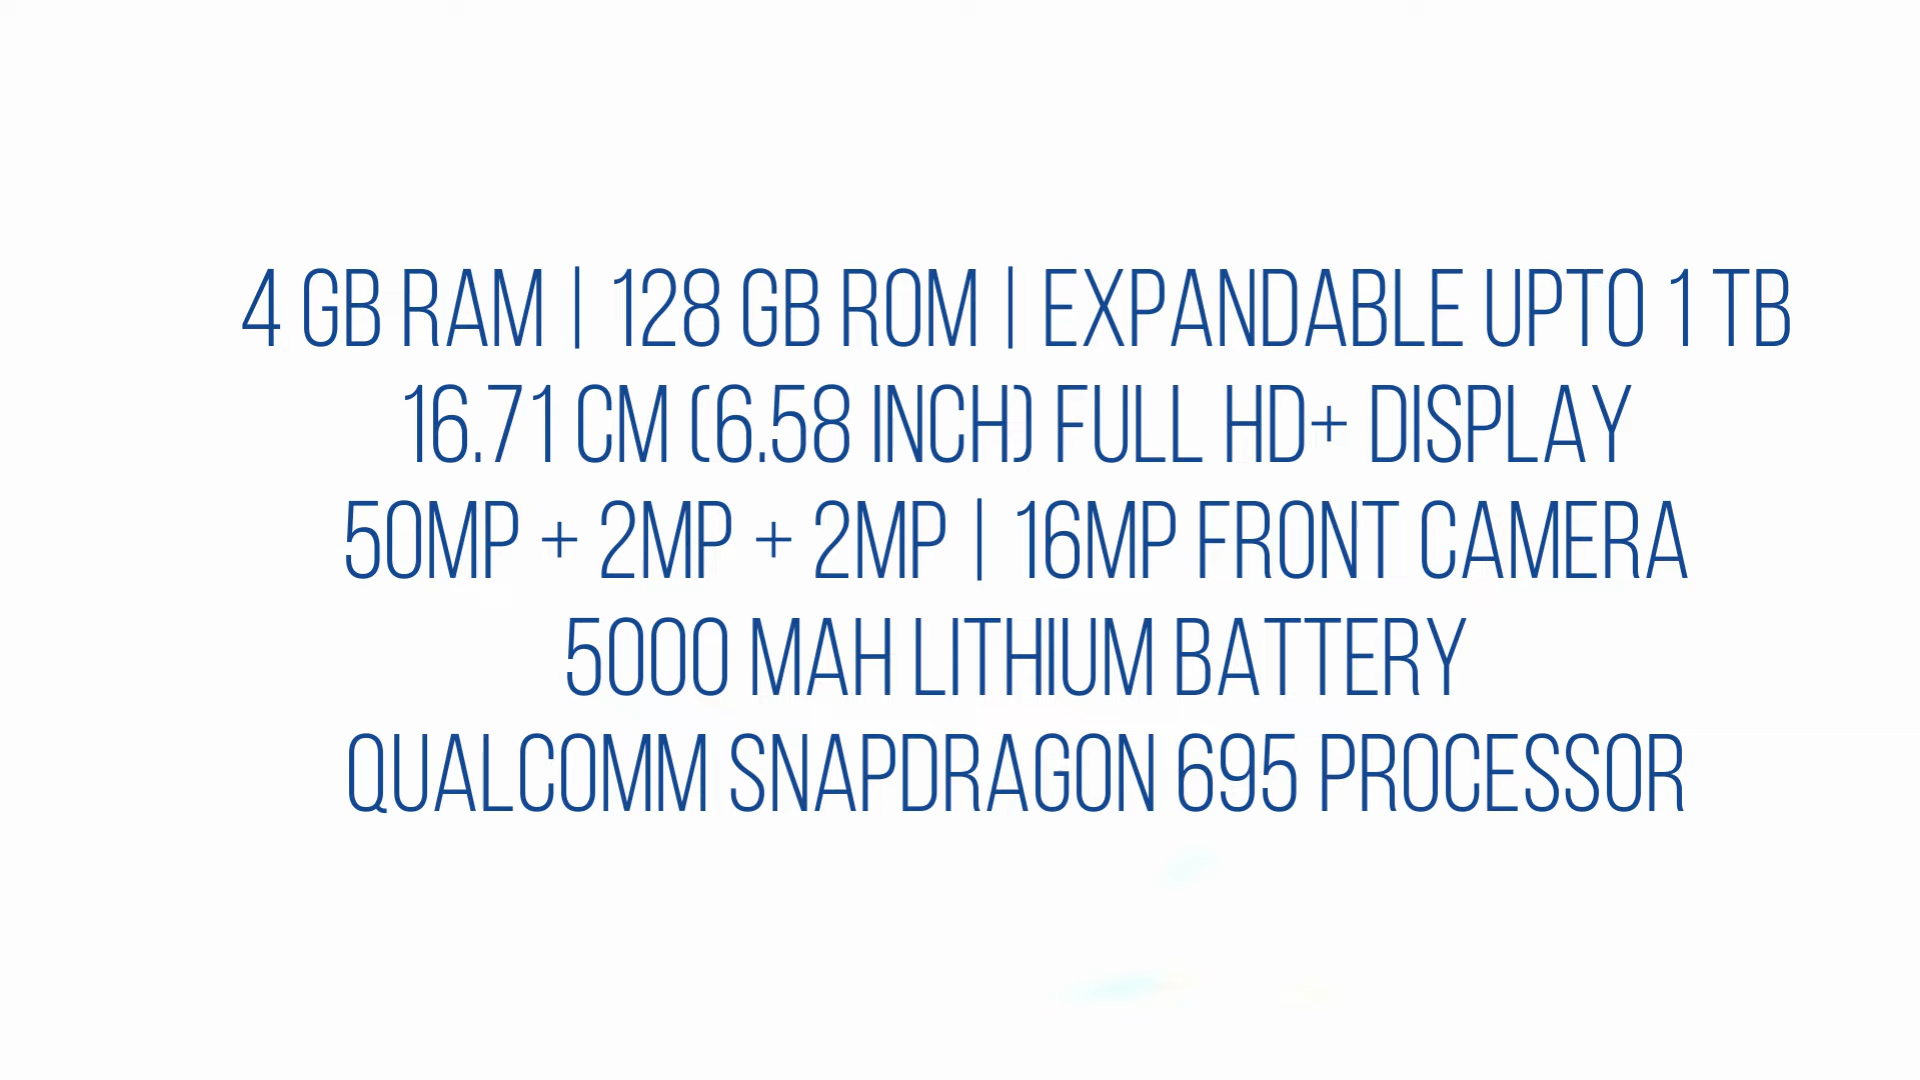 4 GB RAM | 128 GB ROM | EXPANDABLE UPTO 1 TB
16.71 CM (6.58 INCH) FULL HD+ DISPLAY
50MP + 2MP + 2MP | 16MP FRONT CAMERA
5000 MAH LITHIUM BATTERY
QUALCOMM SNAPDRAGON 695 PROCESSOR